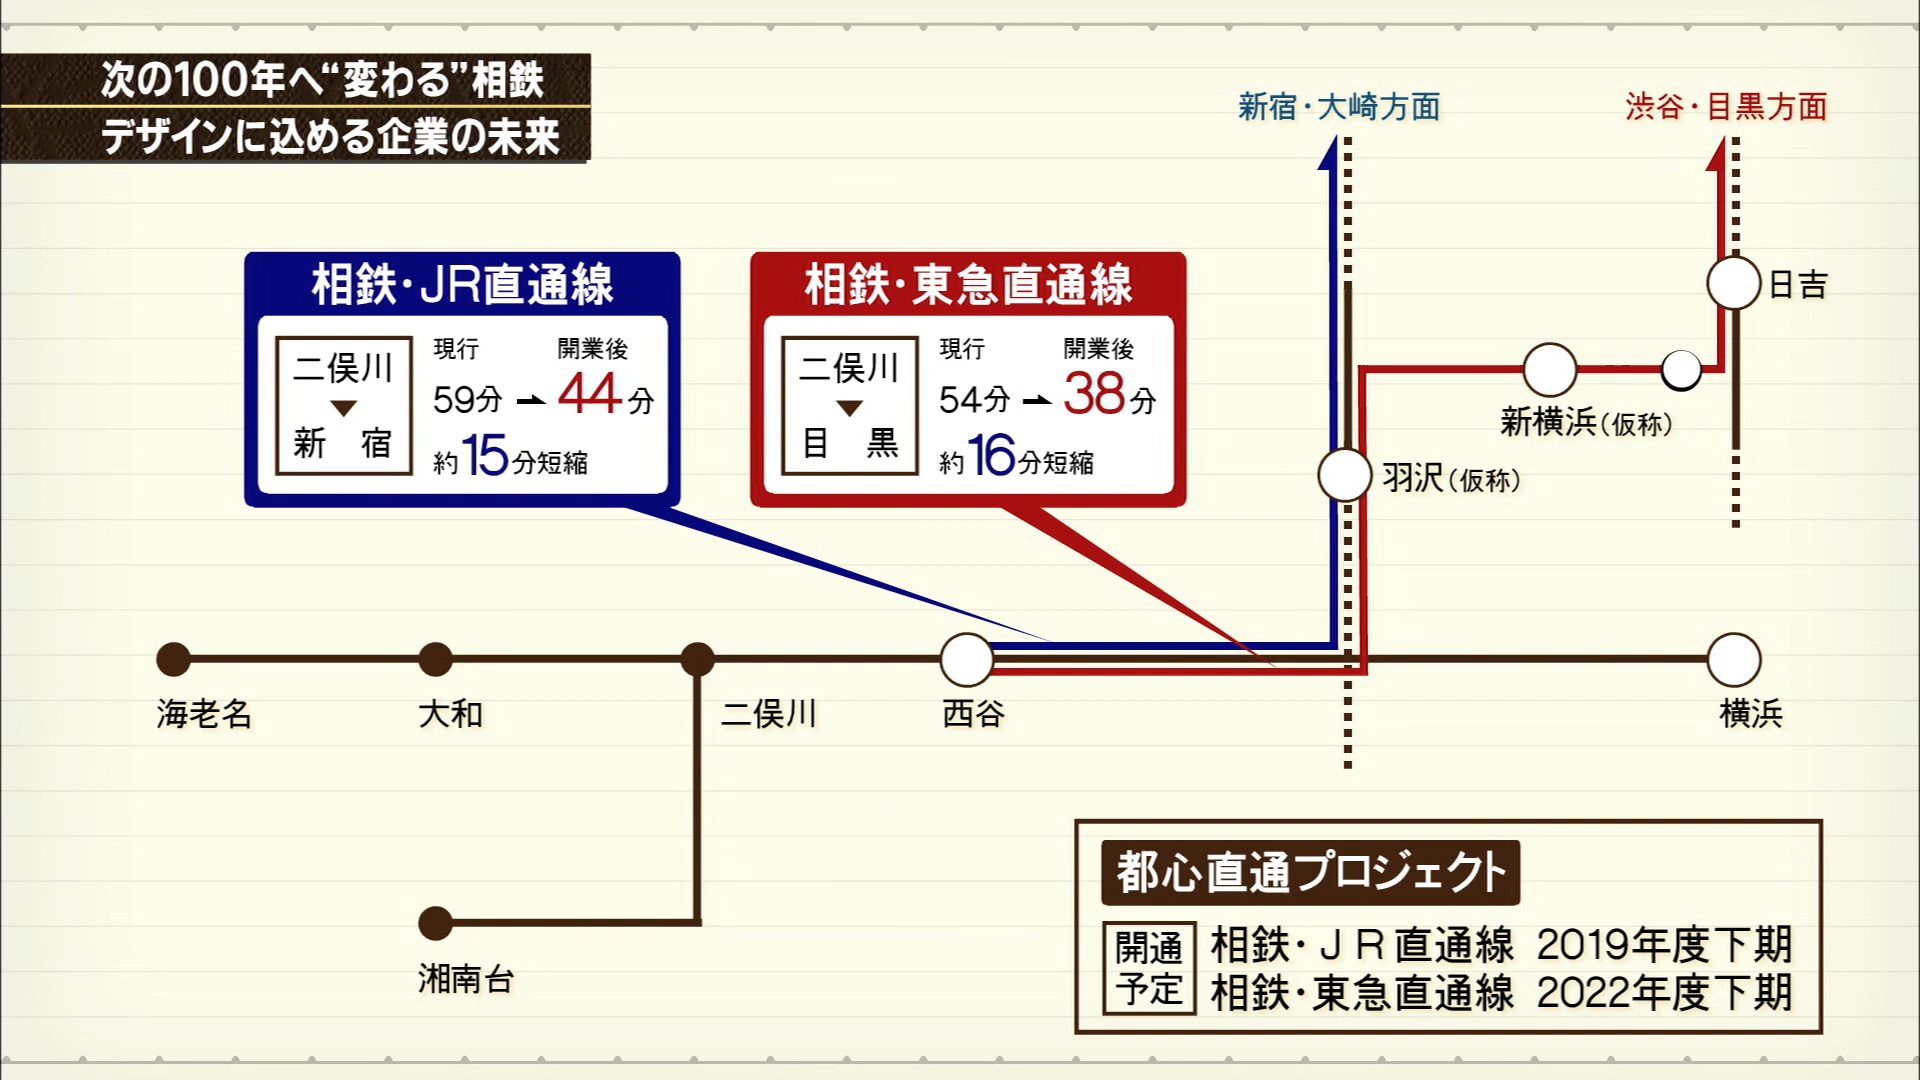 次の100年へ“変わる”相鉄
デザインに込める企業の未来
新宿・大崎方面
渋谷・目黒方面
相鉄・JR直通線
二俣川
▼
新　宿
現行
開業後
59分→44分
約15分短縮
相鉄・東急直通線
二俣川
▼
目　黒
現行
開業後
54分→38分
約16分短縮
日吉
新横浜(仮称)
羽沢(仮称)
海老名
大和
二俣川
西谷
横浜
湘南台
都心直通プロジェクト
開通
予定
相鉄・ＪＲ直通線 2019年度下期
相鉄・東急直通線 2022年度下期